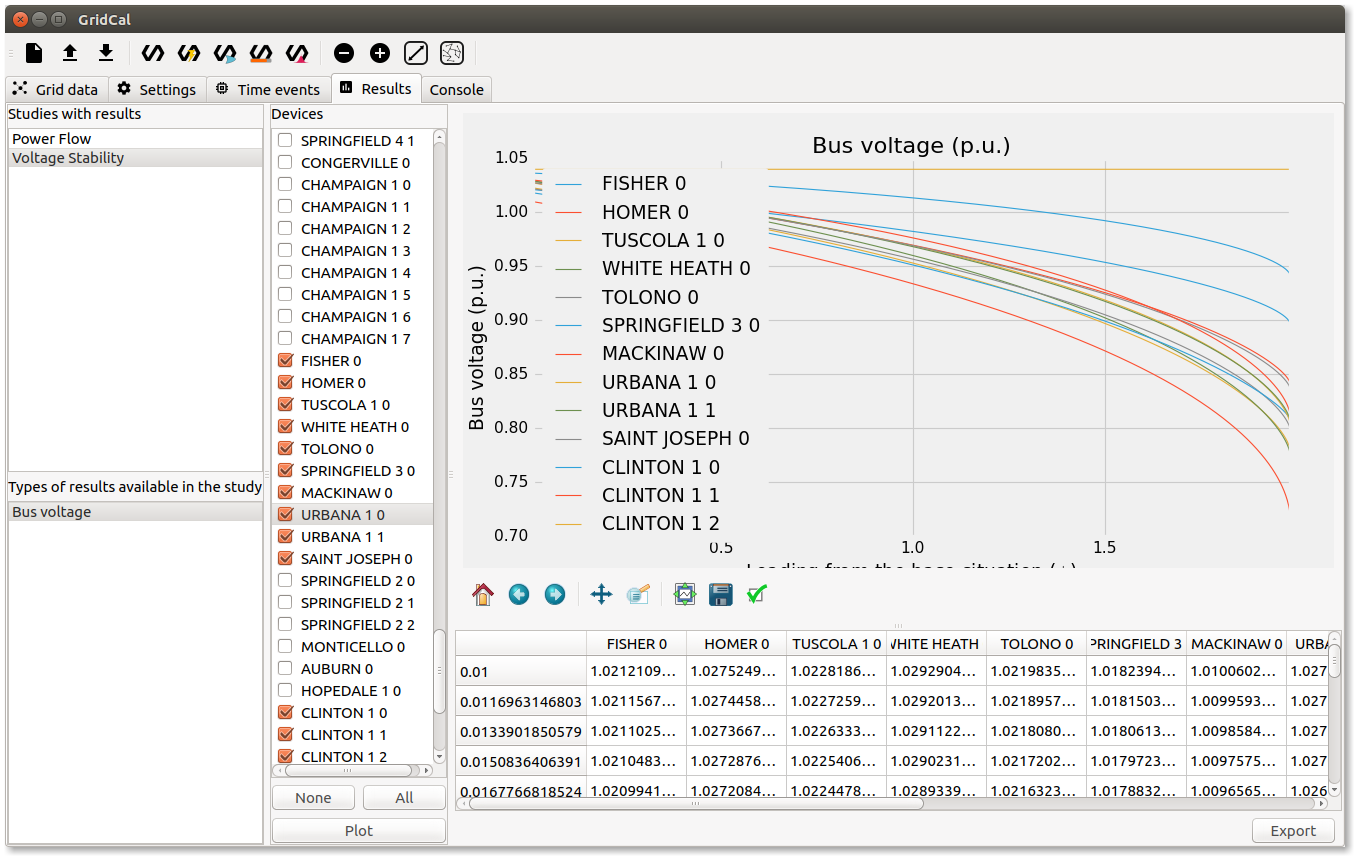 GridCal
Grid data Settings Time events Results Console
Studies with results
Power Flow
Voltage Stability
Types of results available in the study
Bus voltage
Devices
SPRINGFIELD 4 1
CONGERVILLE 0
CHAMPAIGN 1 0
CHAMPAIGN 1 1
CHAMPAIGN 1 2
CHAMPAIGN 1 3
CHAMPAIGN 1 4
CHAMPAIGN 1 5
CHAMPAIGN 1 6
CHAMPAIGN 1 7
FISHER 0
HOMER 0
TUSCOLA 1 0
WHITE HEATH 0
TOLONO 0
SPRINGFIELD 3 0
MACKINAW 0
URBANA 1 0
URBANA 1 1
SAINT JOSEPH 0
SPRINGFIELD 2 0
SPRINGFIELD 2 1
SPRINGFIELD 2 2
MONTICELLO 0
AUBURN 0
HOPEDALE 1 0
CLINTON 1 0
CLINTON 1 1
CLINTON 1 2
None All
Plot
Bus voltage (p.u.)
Bus voltage (p.u.)
1.05
1.00
0.95
0.90
0.85
0.80
0.75
0.70
FISHER 0
HOMER 0
TUSCOLA 1 0
WHITE HEATH 0
TOLONO 0
SPRINGFIELD 3 0
MACKINAW 0
URBANA 1 0
URBANA 1 1
SAINT JOSEPH 0
CLINTON 1 0
CLINTON 1 1
CLINTON 1 2
0.5 1.0 1.5
Loading from the base situation
FISHER 0 HOMER 0 TUSCOLA 1 0 WHITE HEATH TOLONO 0 PRINGFIELD 3 MACKINAW 0 URBA
0.01 1.0212109... 1.0275249... 1.0228186... 1.0292904... 1.0219835... 1.0182394... 1.0100602... 1.027
0.0116963146803 1.0211567... 1.0274458... 1.0227259... 1.0292013... 1.0218957... 1.0181503... 1.0099593... 1.027
0.0133901850579 1.0211025... 1.0273667... 1.0226333... 1.0291122... 1.0218080... 1.0180613... 1.0098584... 1.027
0.0150836406391 1.0210483... 1.0272876... 1.0225406... 1.0290231... 1.0217202... 1.0179723... 1.0097575... 1.027
0.0167766818524 1.0209941... 1.0272084... 1.0224478... 1.0289339... 1.0216323... 1.0178832... 1.0096565... 1.026
Export